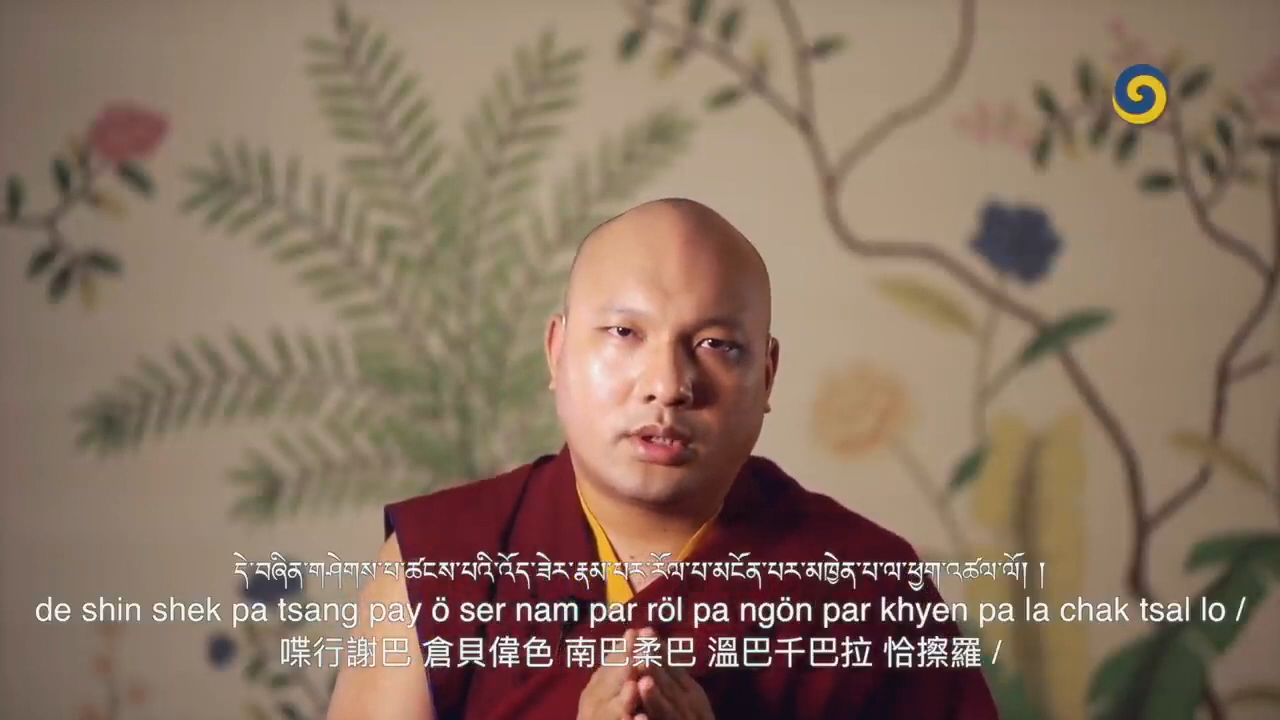 དེ་བཞིན་གཤེགས་པ་ཚངས་པའི་འོད་ཟེར་རྣམ་པར་རོལ་པ་མངོན་པར་མཁྱེན་པ་ལ་ཕྱག་འཚལ་ལོ། །
de shin shek pa tsang pay ö ser nam par röl pa ngön par khyen pa la chak tsal lo /
喋行謝巴 倉貝偉色 南巴柔巴 溫巴千巴拉 恰擦羅 /